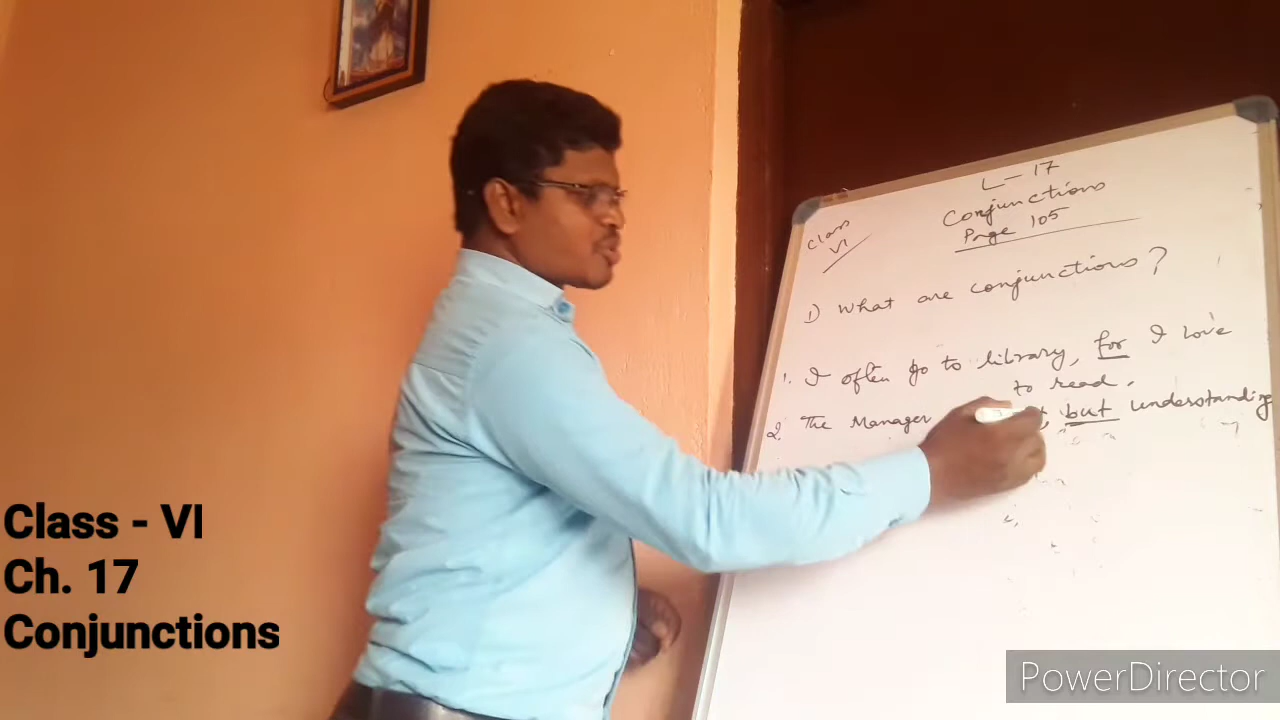 L - 17
Conjunctions
Page 105
Class
VI
1) What are conjunctions?
1. I often go to library, for I love
to read.
2. The Manager but understanding
Class - VI
Ch. 17
Conjunctions
PowerDirector